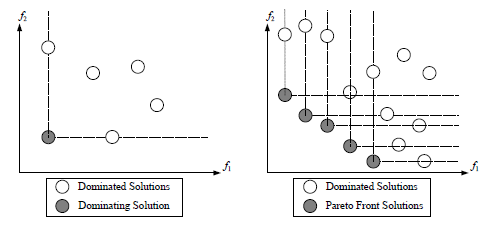 f₂
f₁
Dominated Solutions
Dominating Solution
f₂
f₁
Dominated Solutions
Pareto Front Solutions